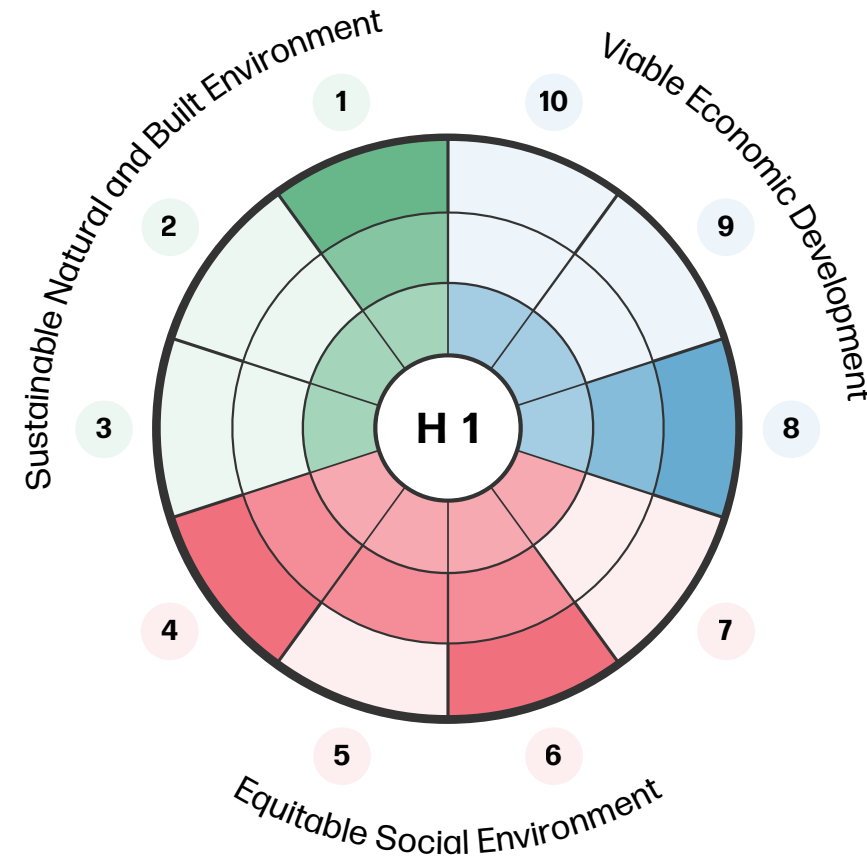 Sustainable Natural and Built Environment
Viable Economic Development
1
10
2
9
3
H 1
8
4
7
5
6
Equitable Social Environment